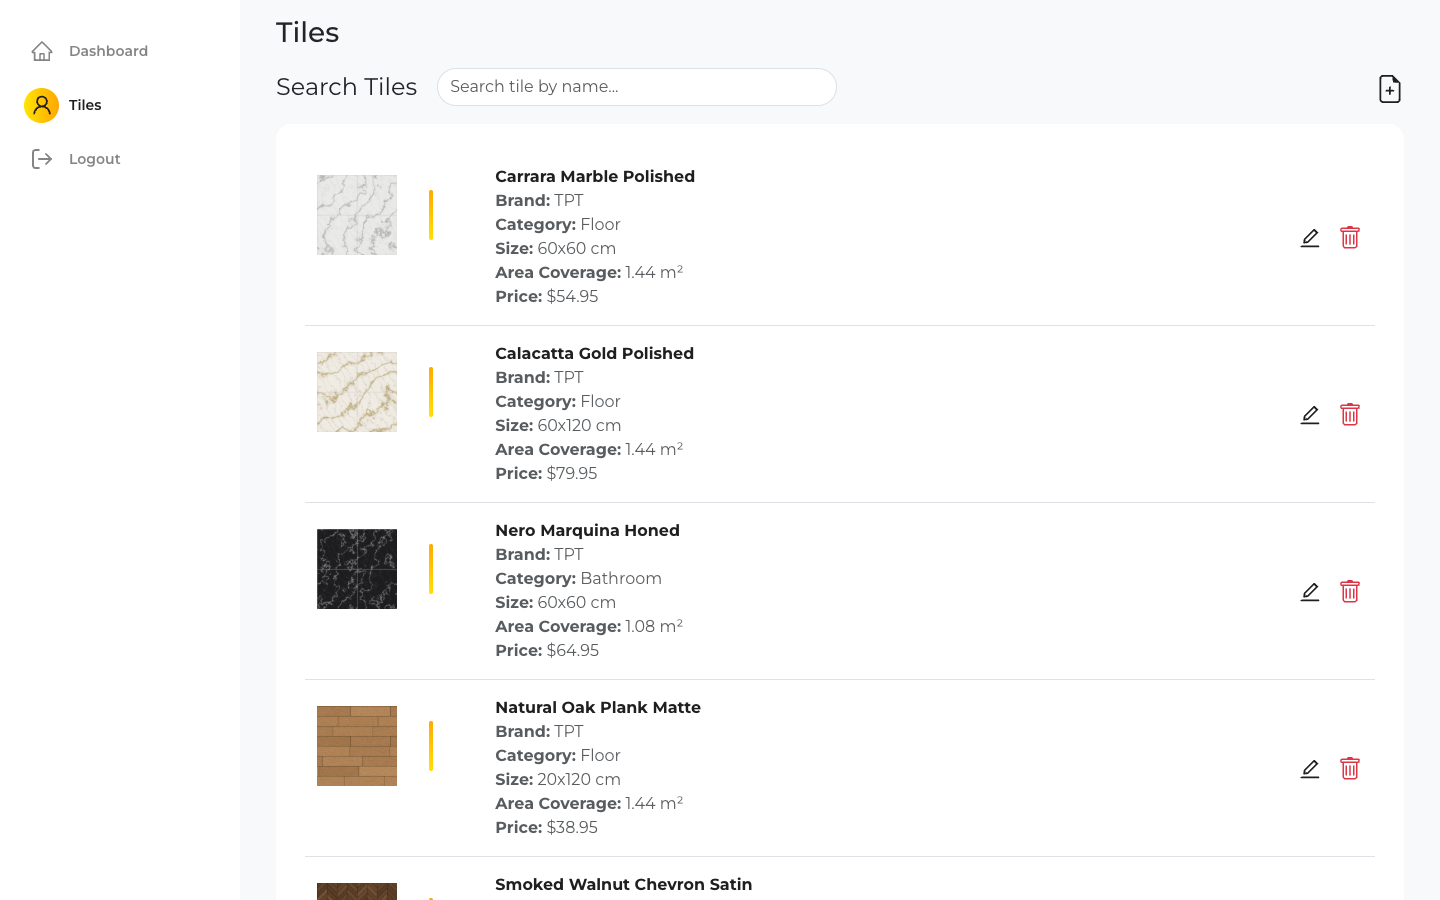 Dashboard
Tiles
Logout
Tiles
Search Tiles
Search tile by name...
Carrara Marble Polished
Brand: TPT
Category: Floor
Size: 60x60 cm
Area Coverage: 1.44 m²
Price: $54.95
Calacatta Gold Polished
Brand: TPT
Category: Floor
Size: 60x120 cm
Area Coverage: 1.44 m²
Price: $79.95
Nero Marquina Honed
Brand: TPT
Category: Bathroom
Size: 60x60 cm
Area Coverage: 1.08 m²
Price: $64.95
Natural Oak Plank Matte
Brand: TPT
Category: Floor
Size: 20x120 cm
Area Coverage: 1.44 m²
Price: $38.95
Smoked Walnut Chevron Satin